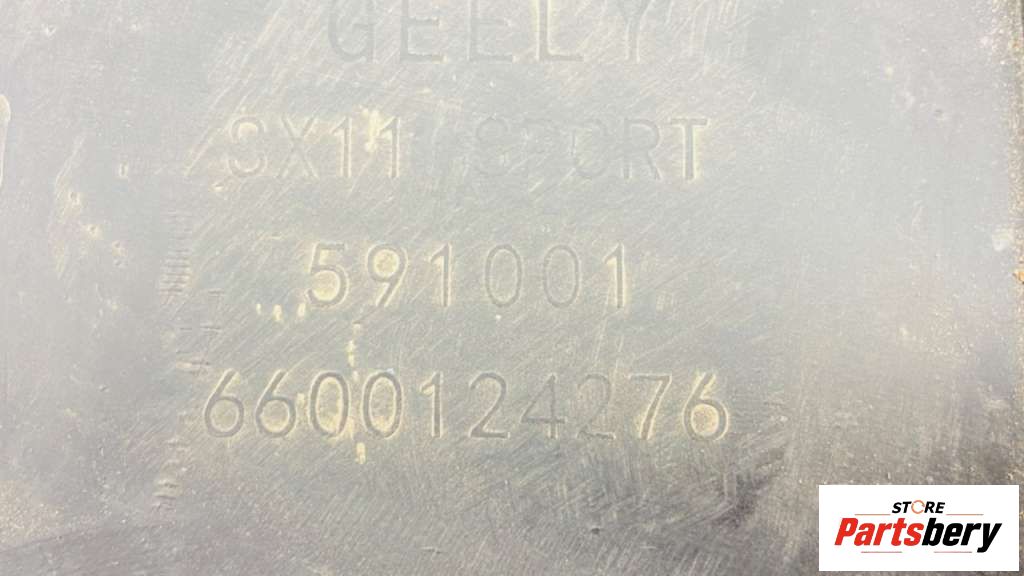 GEELY
SX11 SPORT
591001
6600124276
STORE
Partsbery